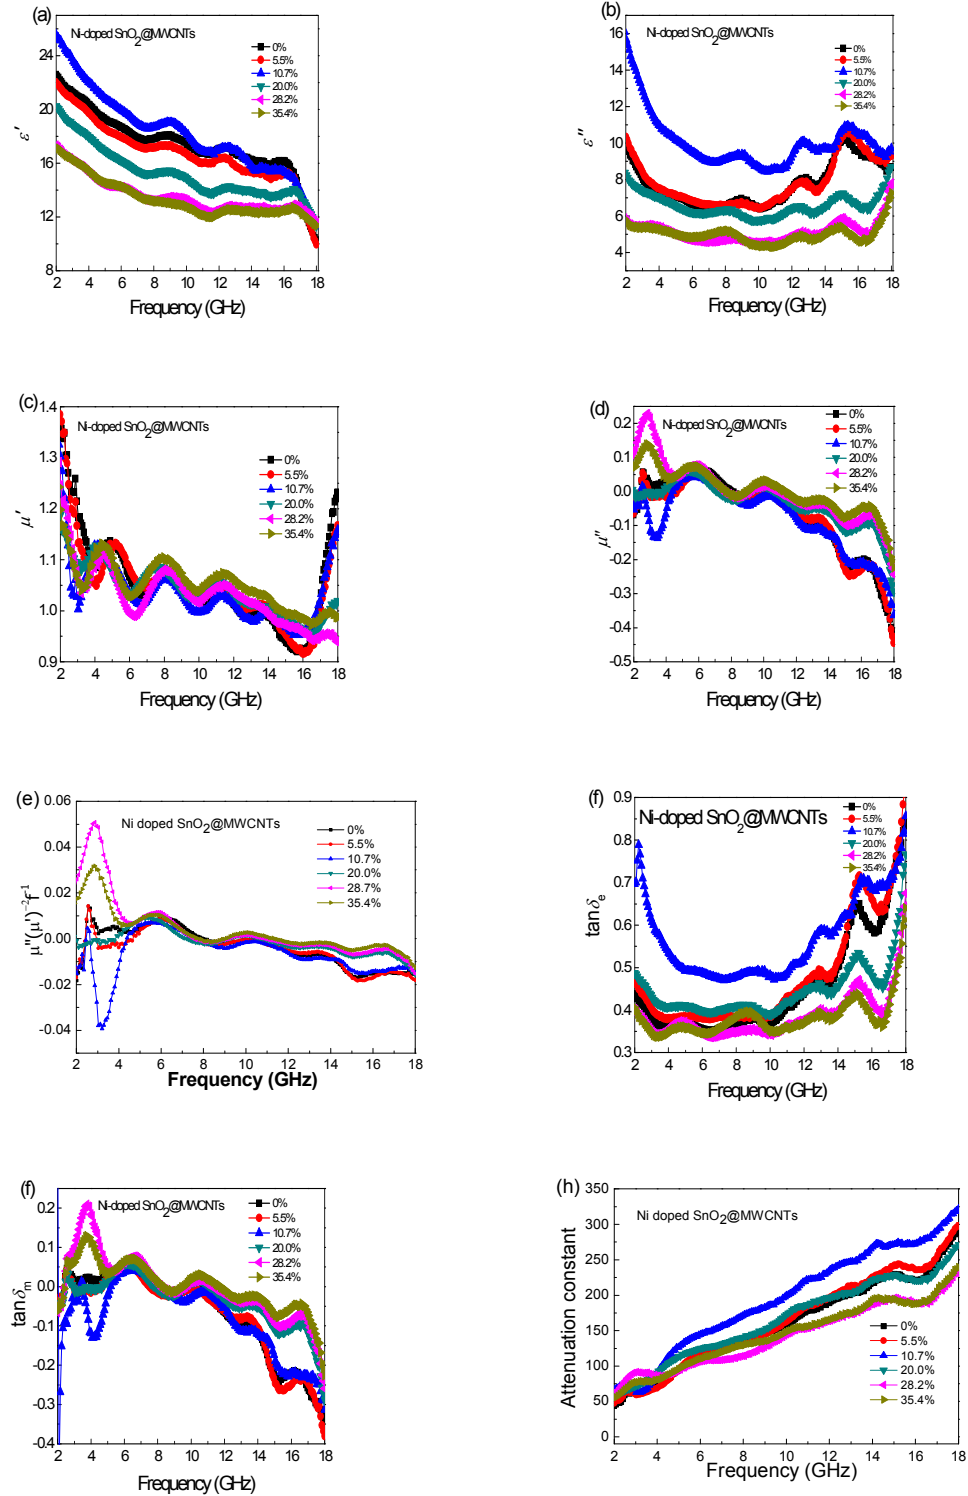 (a)
Ni-doped SnO2@MWCNTs
0%
5.5%
10.7%
20.0%
28.2%
35.4%
24
20
16
12
8
ε′
2 4 6 8 10 12 14 16 18
Frequency (GHz)
(b)
Ni-doped SnO2@MWCNTs
0%
5.5%
10.7%
20.0%
28.2%
35.4%
16
14
12
10
8
6
4
ε″
2 4 6 8 10 12 14 16 18
Frequency (GHz)
(c)
Ni-doped SnO2@MWCNTs
0%
5.5%
10.7%
20.0%
28.2%
35.4%
1.4
1.3
1.2
1.1
1.0
0.9
μ′
2 4 6 8 10 12 14 16 18
Frequency (GHz)
(d)
Ni-doped SnO2@MWCNTs
0%
5.5%
10.7%
20.0%
28.2%
35.4%
0.2
0.1
0.0
-0.1
-0.2
-0.3
-0.4
-0.5
μ″
2 4 6 8 10 12 14 16 18
Frequency (GHz)
(e)
Ni doped SnO2@MWCNTs
0%
5.5%
10.7%
20.0%
28.7%
35.4%
0.06
0.04
0.02
0.00
-0.02
-0.04
μ″(μ′)⁻²f⁻¹
2 4 6 8 10 12 14 16 18
Frequency (GHz)
(f)
Ni-doped SnO2@MWCNTs
0%
5.5%
10.7%
20.0%
28.2%
35.4%
0.9
0.8
0.7
0.6
0.5
0.4
0.3
tanδe
2 4 6 8 10 12 14 16 18
Frequency (GHz)
(f)
Ni-doped SnO2@MWCNTs
0%
5.5%
10.7%
20.0%
28.2%
35.4%
0.2
0.1
0.0
-0.1
-0.2
-0.3
-0.4
tanδm
2 4 6 8 10 12 14 16 18
Frequency (GHz)
(h)
Ni doped SnO2@MWCNTs
0%
5.5%
10.7%
20.0%
28.2%
35.4%
350
300
250
200
150
100
50
0
Attenuation constant
2 4 6 8 10 12 14 16 18
Frequency (GHz)